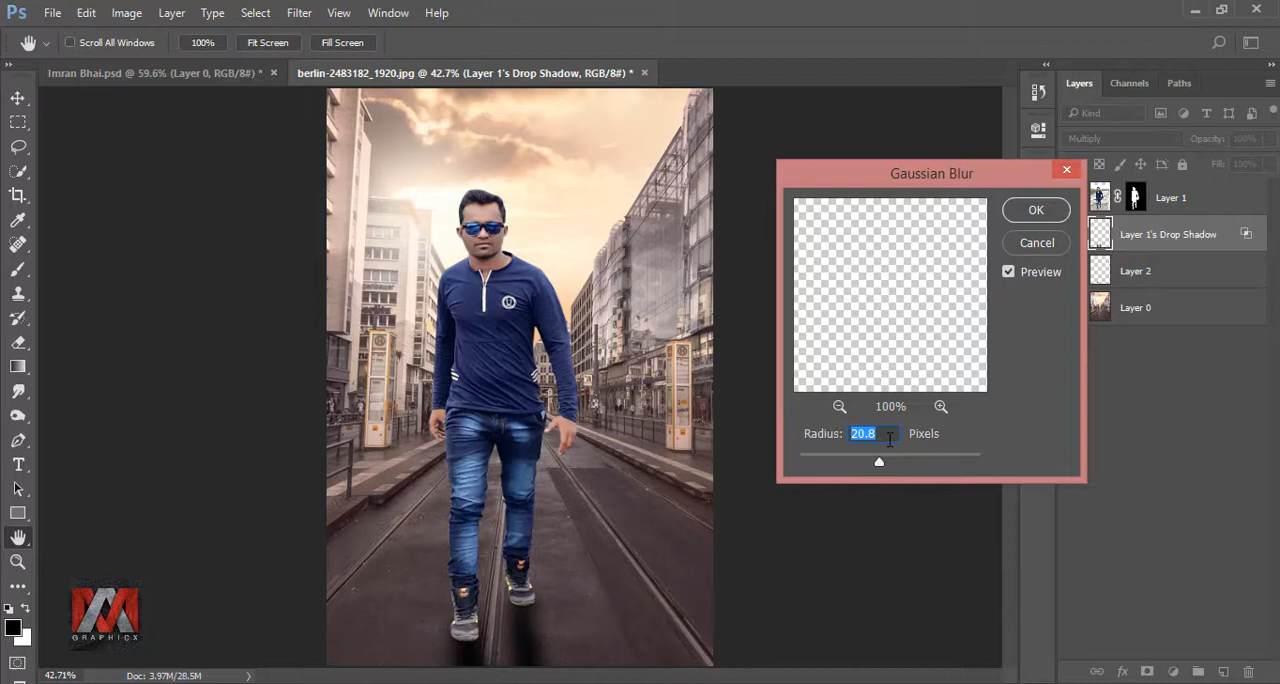 Ps File Edit Image Layer Type Select Filter View Window Help
Scroll All Windows 100% Fit Screen Fill Screen
Imran Bhai.psd @ 59.6% (Layer 0, RGB/8#) * × berlin-2483182_1920.jpg @ 42.7% (Layer 1's Drop Shadow, RGB/8#) * ×
Layers Channels Paths
Kind
Multiply Opacity: 100%
Fill: 100%
Layer 1
Layer 1's Drop Shadow
Layer 2
Layer 0
Gaussian Blur
OK
Cancel
Preview
100%
Radius: 20.8 Pixels
U
GRAPHICX
42.71% Doc: 3.97M/28.5M